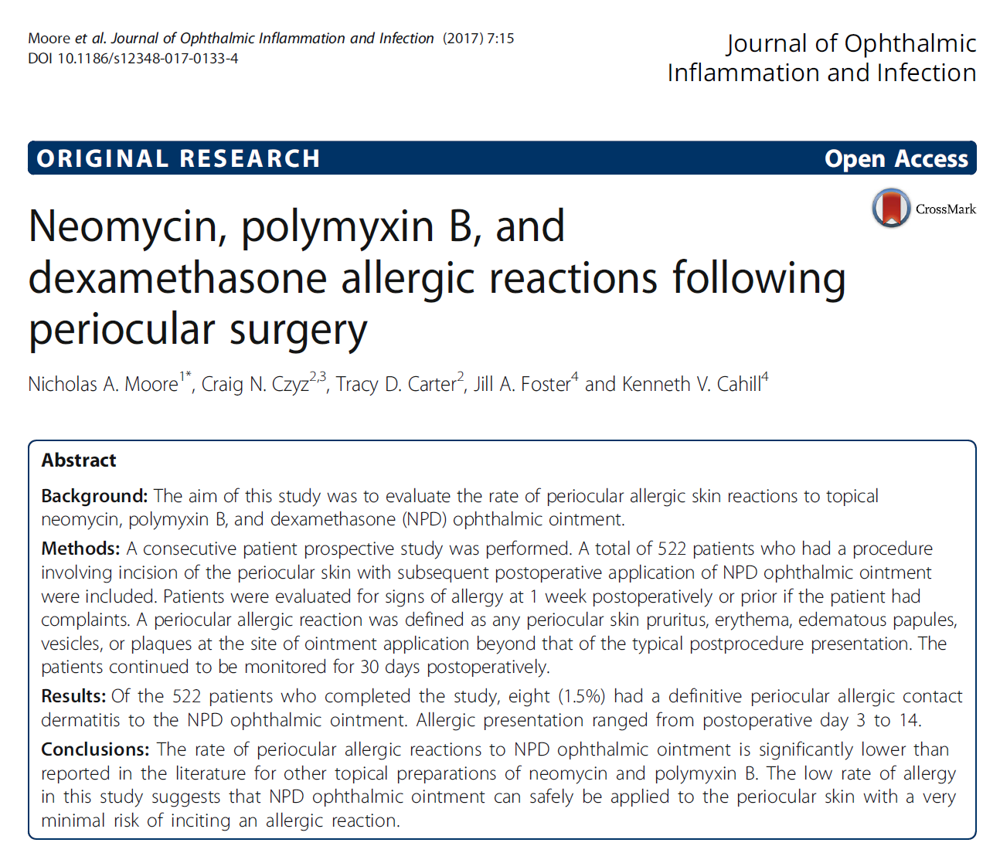 Moore et al. Journal of Ophthalmic Inflammation and Infection (2017) 7:15
DOI 10.1186/s12348-017-0133-4
Journal of Ophthalmic
Inflammation and Infection
ORIGINAL RESEARCH
Open Access
CrossMark
Neomycin, polymyxin B, and
dexamethasone allergic reactions following
periocular surgery
Nicholas A. Moore1*, Craig N. Czyz2,3, Tracy D. Carter2, Jill A. Foster4 and Kenneth V. Cahill4
Abstract
Background: The aim of this study was to evaluate the rate of periocular allergic skin reactions to topical
neomycin, polymyxin B, and dexamethasone (NPD) ophthalmic ointment.
Methods: A consecutive patient prospective study was performed. A total of 522 patients who had a procedure
involving incision of the periocular skin with subsequent postoperative application of NPD ophthalmic ointment
were included. Patients were evaluated for signs of allergy at 1 week postoperatively or prior if the patient had
complaints. A periocular allergic reaction was defined as any periocular skin pruritus, erythema, edematous papules,
vesicles, or plaques at the site of ointment application beyond that of the typical postprocedure presentation. The
patients continued to be monitored for 30 days postoperatively.
Results: Of the 522 patients who completed the study, eight (1.5%) had a definitive periocular allergic contact
dermatitis to the NPD ophthalmic ointment. Allergic presentation ranged from postoperative day 3 to 14.
Conclusions: The rate of periocular allergic reactions to NPD ophthalmic ointment is significantly lower than
reported in the literature for other topical preparations of neomycin and polymyxin B. The low rate of allergy
in this study suggests that NPD ophthalmic ointment can safely be applied to the periocular skin with a very
minimal risk of inciting an allergic reaction.